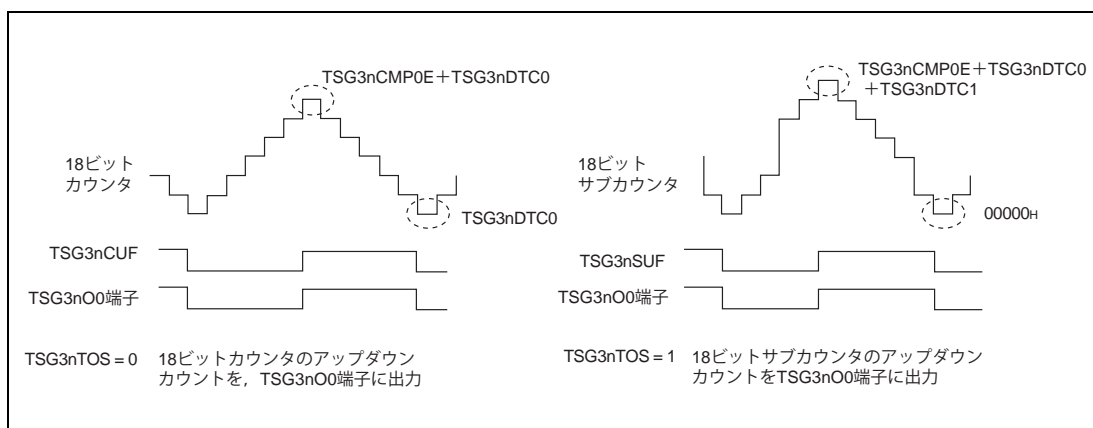 TSG3nCMP0E+TSG3nDTC0
18ビット
カウンタ
TSG3nDTC0
TSG3nCUF
TSG3nO0端子
TSG3nTOS = 0 18ビットカウンタのアップダウン
カウントを,TSG3nO0端子に出力
TSG3nCMP0E+TSG3nDTC0
+TSG3nDTC1
18ビット
サブカウンタ
00000H
TSG3nSUF
TSG3nO0端子
TSG3nTOS = 1 18ビットサブカウンタのアップダウン
カウントをTSG3nO0端子に出力